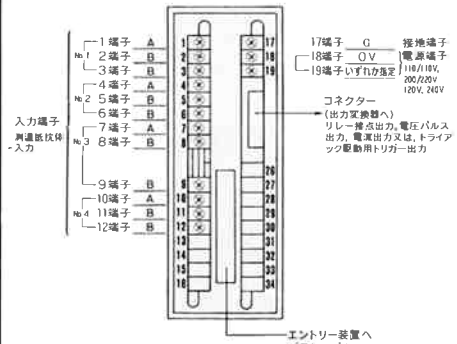 入力端子
測温抵抗体
入力
No1
1端子 A
2端子 B
3端子 B
No2
4端子 A
5端子 B
6端子 B
No3
7端子 A
8端子 B
9端子 B
No4
10端子 A
11端子 B
12端子 B
1
2
3
4
5
6
7
8
9
10
11
12
13
14
15
16
17
18
19
26
27
28
29
30
31
32
33
34
17端子 G 接地端子
18端子 0V 電源端子
19端子 いずれか指定
110/110V,
200/220V
120V, 240V
コネクター
(出力変換器へ)
リレー接点出力,電圧パルス
出力,電流出力又は,トライア
ック駆動用トリガー出力
エントリー装置へ